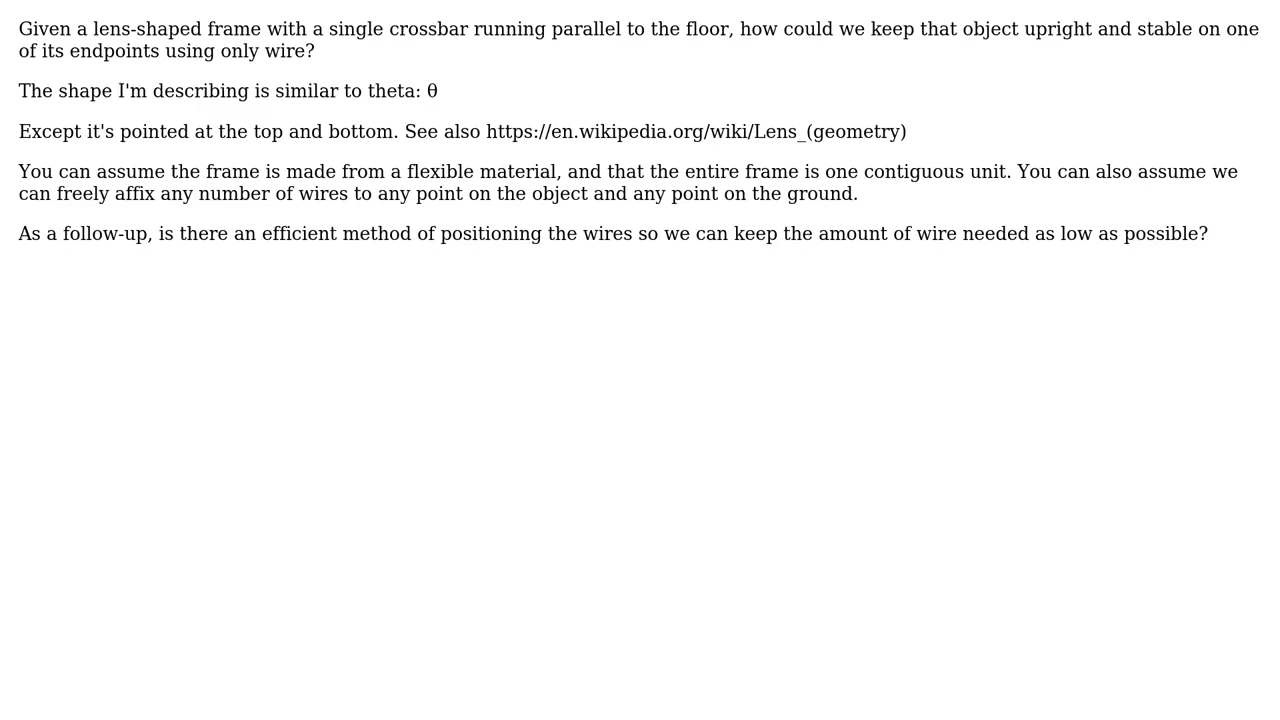 Given a lens-shaped frame with a single crossbar running parallel to the floor, how could we keep that object upright and stable on one
of its endpoints using only wire?
The shape I'm describing is similar to theta: θ
Except it's pointed at the top and bottom. See also https://en.wikipedia.org/wiki/Lens_(geometry)
You can assume the frame is made from a flexible material, and that the entire frame is one contiguous unit. You can also assume we
can freely affix any number of wires to any point on the object and any point on the ground.
As a follow-up, is there an efficient method of positioning the wires so we can keep the amount of wire needed as low as possible?